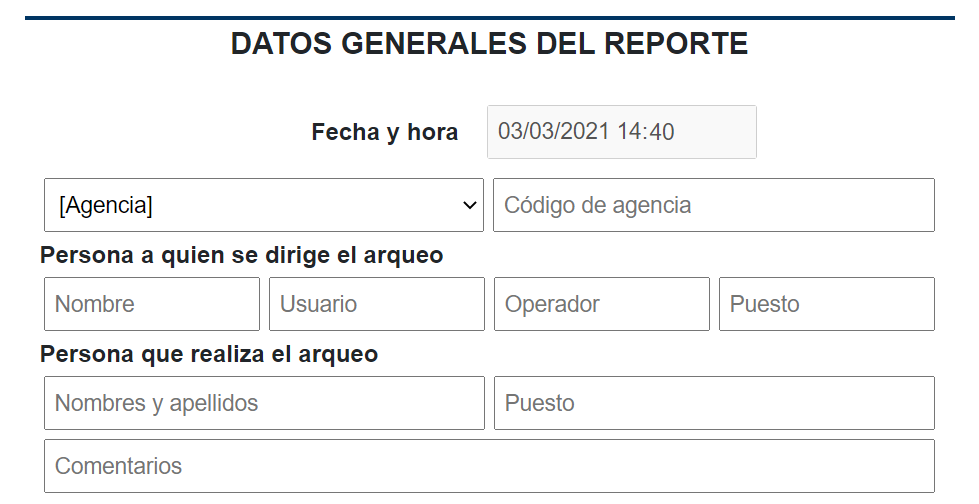 DATOS GENERALES DEL REPORTE
Fecha y hora 03/03/2021 14:40
[Agencia] Código de agencia
Persona a quien se dirige el arqueo
Nombre Usuario Operador Puesto
Persona que realiza el arqueo
Nombres y apellidos Puesto
Comentarios